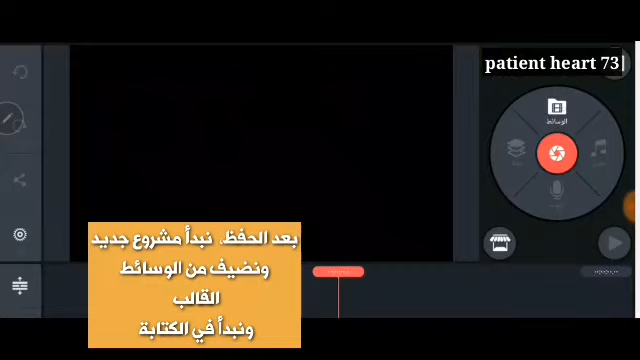 patient heart 73
الوسائط
بعد الحفظ، نبدأ مشروع جديد
ونضيف من الوسائط
القالب
ونبدأ في الكتابة